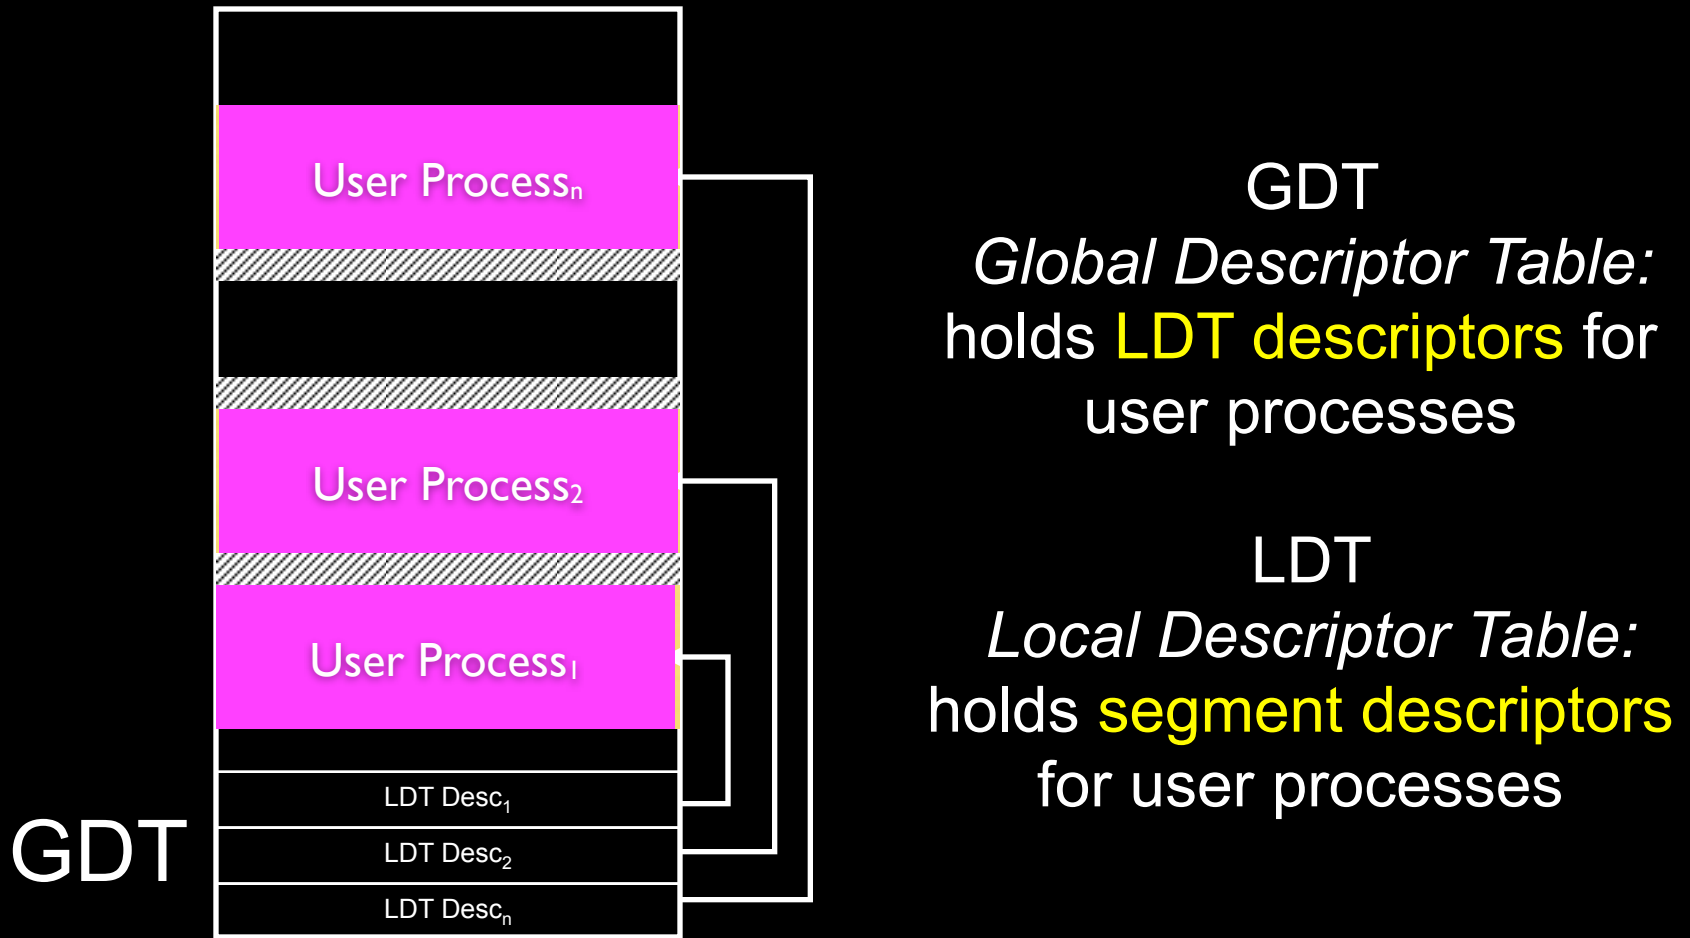 User Processₙ
User Process₂
User Process₁
LDT Desc₁
LDT Desc₂
LDT Descₙ
GDT
GDT
Global Descriptor Table:
holds LDT descriptors for
user processes
LDT
Local Descriptor Table:
holds segment descriptors
for user processes